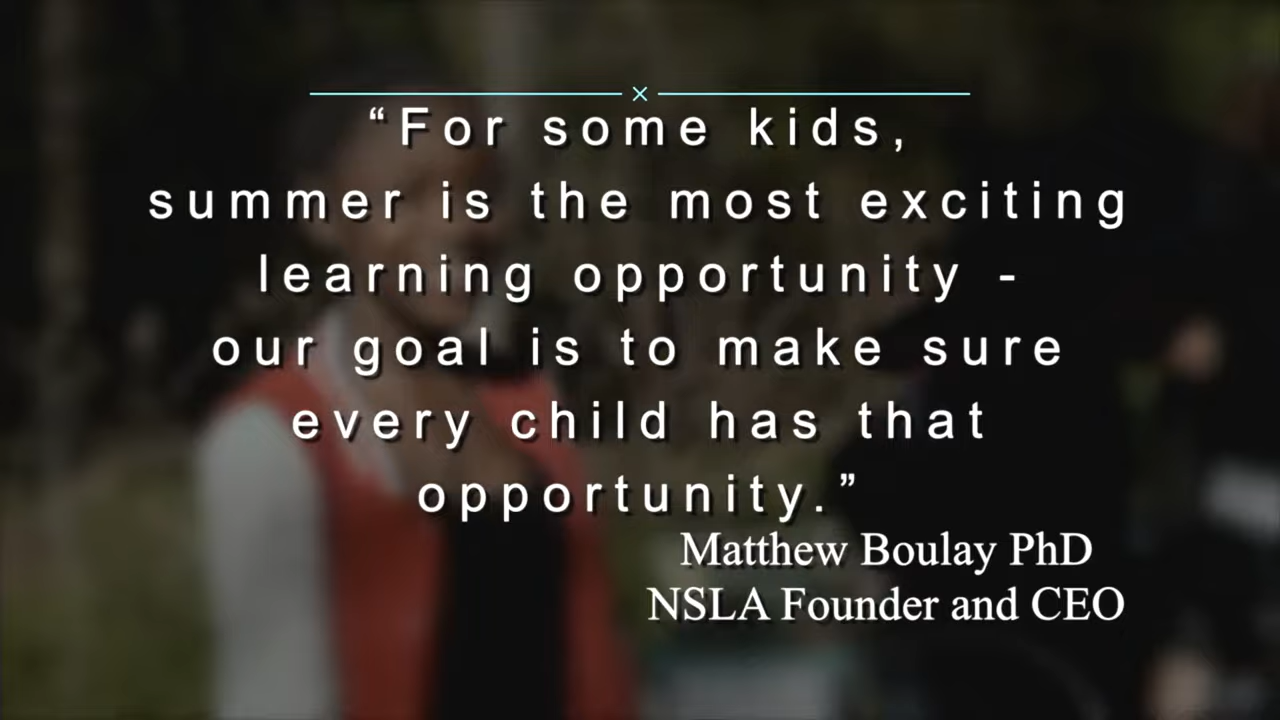 “For some kids,
summer is the most exciting
learning opportunity -
our goal is to make sure
every child has that
opportunity.”
Matthew Boulay PhD
NSLA Founder and CEO